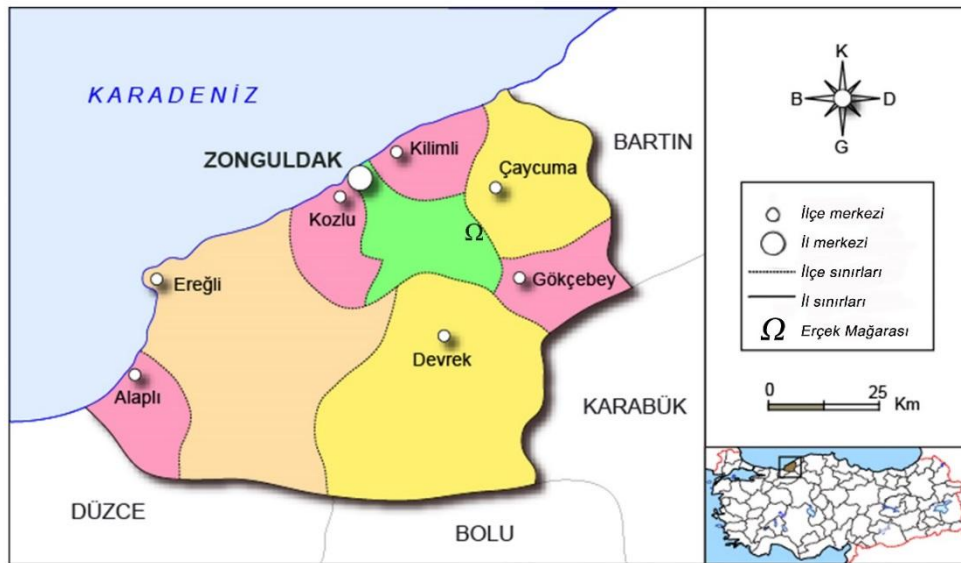 KARADENİZ
ZONGULDAK
Kilimli
Kozlu
Çaycuma
BARTIN
Ω
Ereğli
Gökçebey
Devrek
Alaplı
KARABÜK
DÜZCE
BOLU
K
B
D
G
İlçe merkezi
İl merkezi
İlçe sınırları
İl sınırları
Ω Erçek Mağarası
0 25
Km